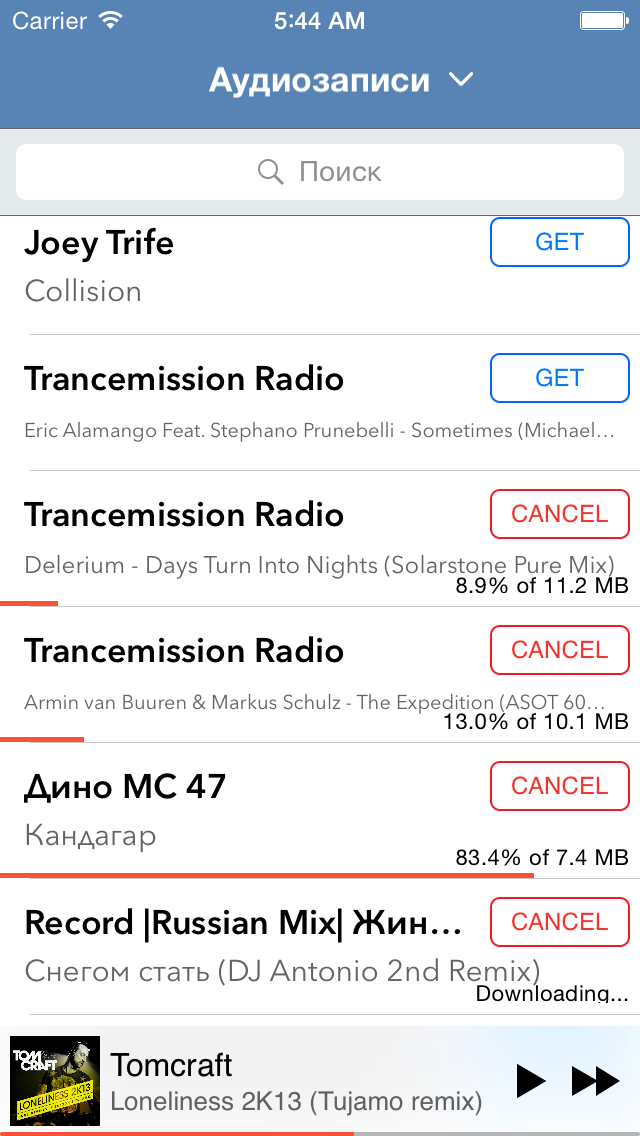 Carrier 5:44 AM
Аудиозаписи
Поиск
Joey Trife GET
Collision
Trancemission Radio GET
Eric Alamango Feat. Stephano Prunebelli - Sometimes (Michael...
Trancemission Radio CANCEL
Delerium - Days Turn Into Nights (Solarstone Pure Mix)
8.9% of 11.2 MB
Trancemission Radio CANCEL
Armin van Buuren & Markus Schulz - The Expedition (ASOT 60...
13.0% of 10.1 MB
Дино МС 47 CANCEL
Кандагар
83.4% of 7.4 MB
Record |Russian Mix| Жин... CANCEL
Снегом стать (DJ Antonio 2nd Remix)
Downloading...
TOM
CRAFT
LONELINESS 2K13
Tomcraft
Loneliness 2K13 (Tujamo remix)